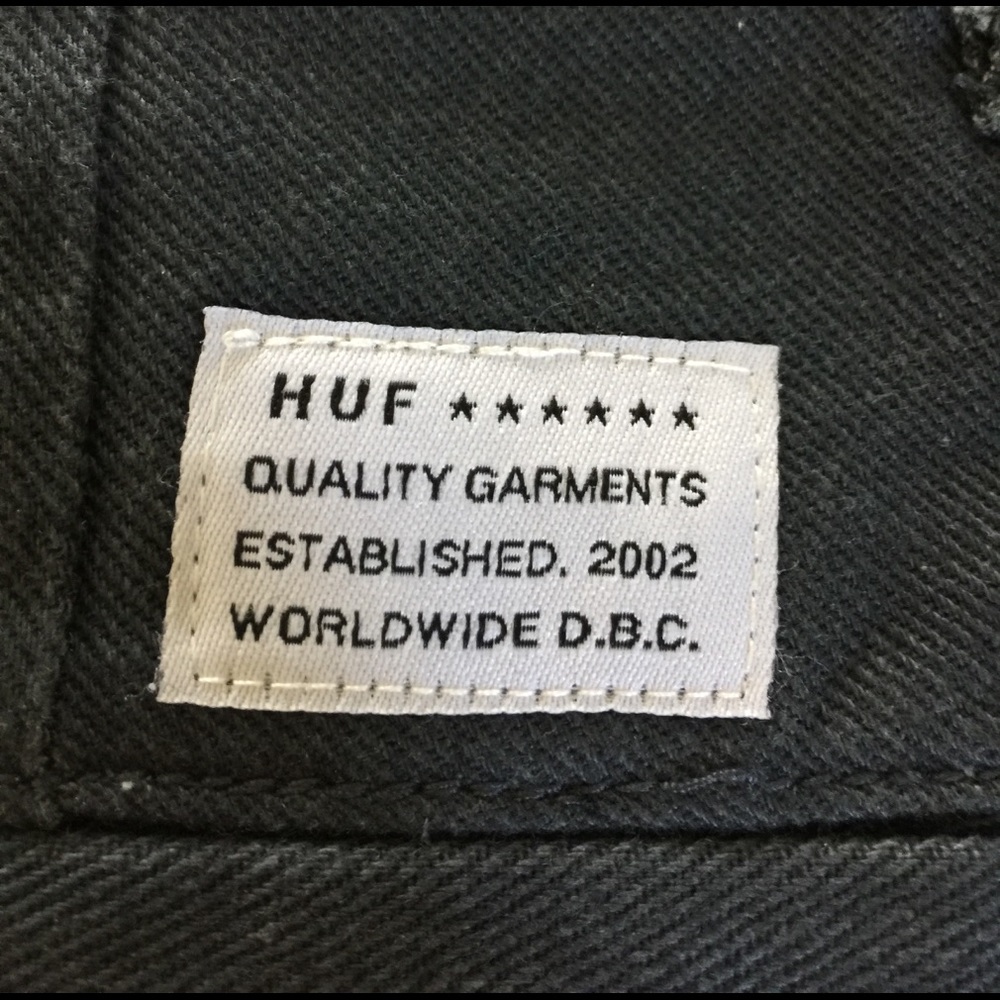 HUF ★★★★★★
QUALITY GARMENTS
ESTABLISHED. 2002
WORLDWIDE D.B.C.